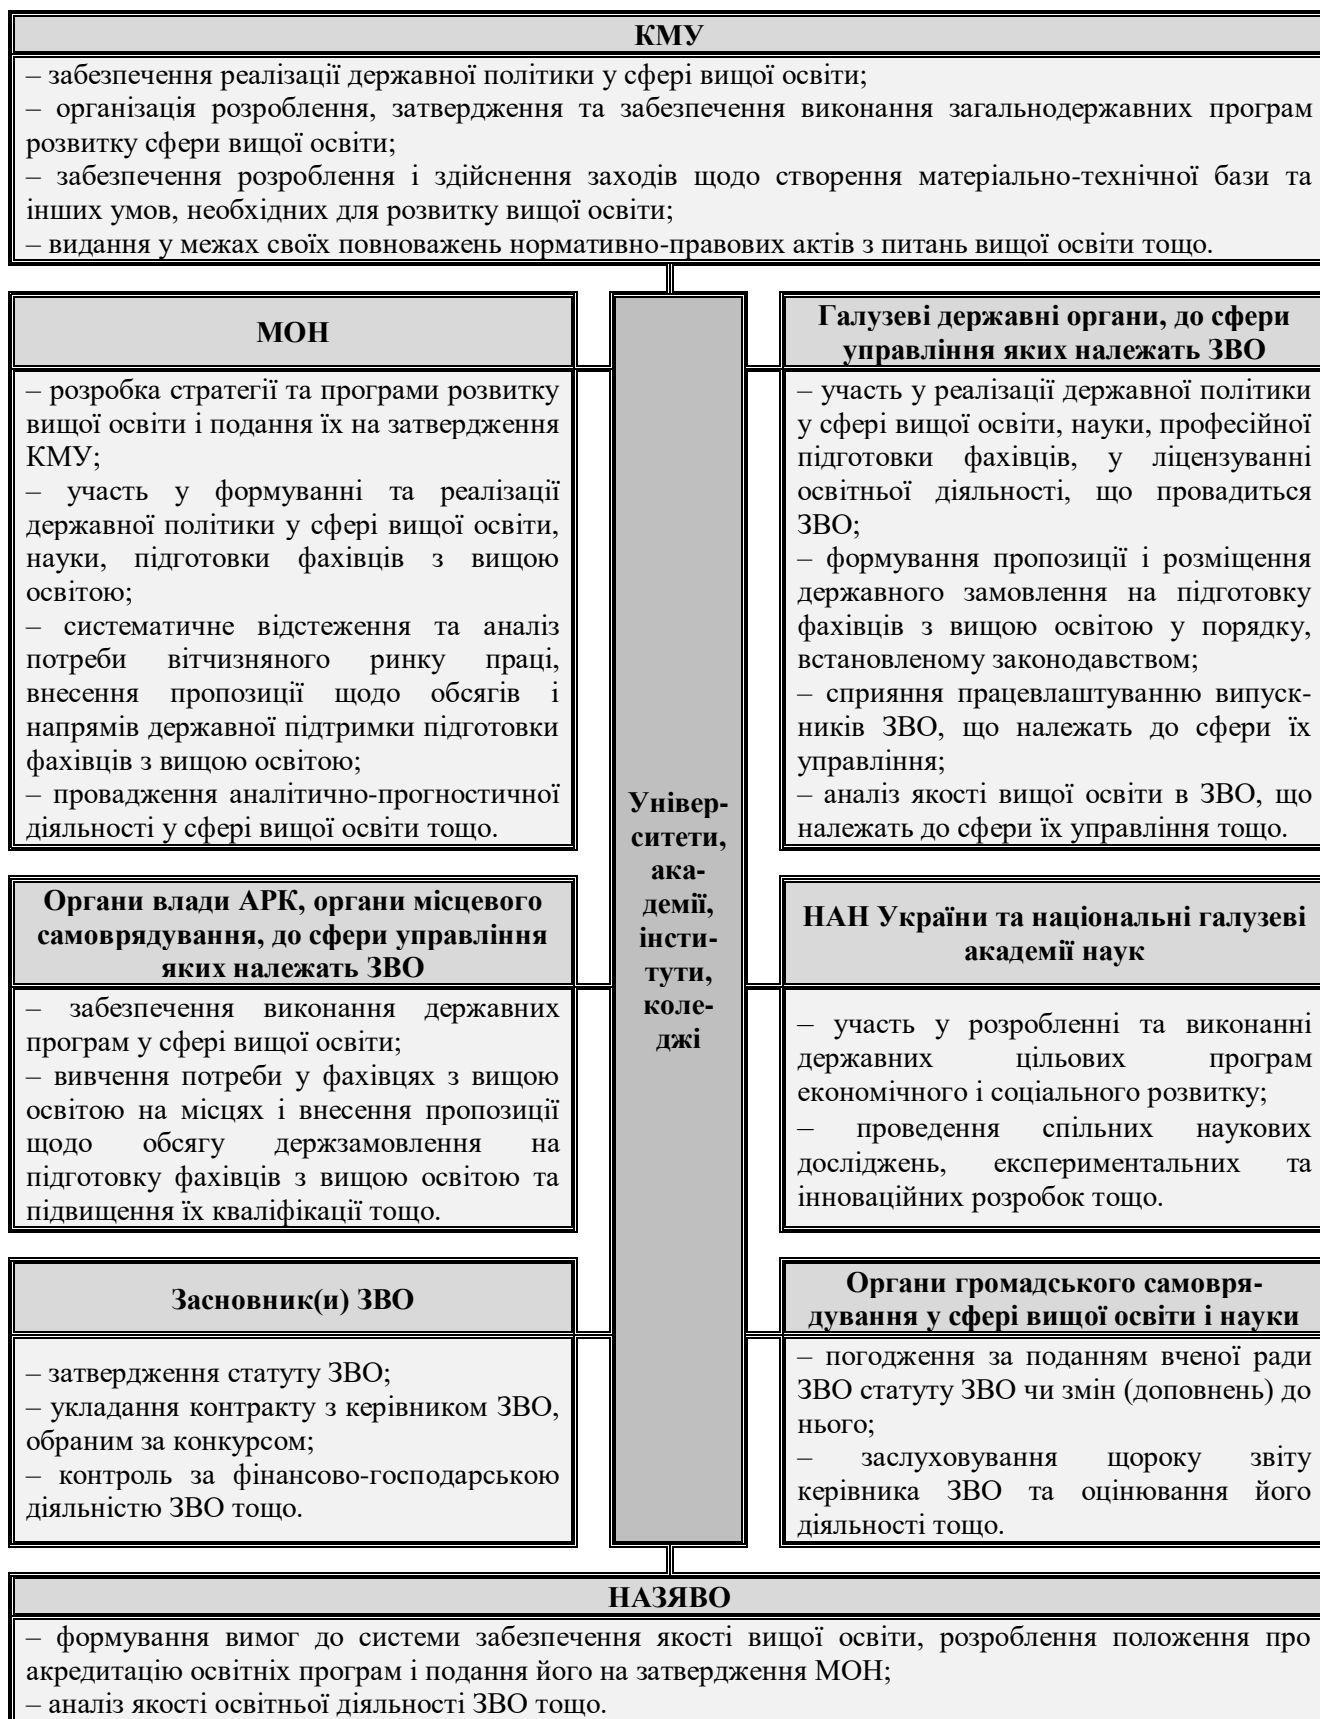 КМУ
– забезпечення реалізації державної політики у сфері вищої освіти;
– організація розроблення, затвердження та забезпечення виконання загальнодержавних програм
розвитку сфери вищої освіти;
– забезпечення розроблення і здійснення заходів щодо створення матеріально-технічної бази та
інших умов, необхідних для розвитку вищої освіти;
– видання у межах своїх повноважень нормативно-правових актів з питань вищої освіти тощо.
МОН
– розробка стратегії та програми розвитку
вищої освіти і подання їх на затвердження
КМУ;
– участь у формуванні та реалізації
державної політики у сфері вищої освіти,
науки, підготовки фахівців з вищою
освітою;
– систематичне відстеження та аналіз
потреби вітчизняного ринку праці,
внесення пропозиції щодо обсягів і
напрямів державної підтримки підготовки
фахівців з вищою освітою;
– провадження аналітично-прогностичної
діяльності у сфері вищої освіти тощо.
Органи влади АРК, органи місцевого
самоврядування, до сфери управління
яких належать ЗВО
– забезпечення виконання державних
програм у сфері вищої освіти;
– вивчення потреби у фахівцях з вищою
освітою на місцях і внесення пропозиції
щодо обсягу держзамовлення на
підготовку фахівців з вищою освітою та
підвищення їх кваліфікації тощо.
Засновник(и) ЗВО
– затвердження статуту ЗВО;
– укладання контракту з керівником ЗВО,
обраним за конкурсом;
– контроль за фінансово-господарською
діяльністю ЗВО тощо.
Універ-
ситети,
ака-
демії,
інсти-
тути,
коле-
джі
Галузеві державні органи, до сфери
управління яких належать ЗВО
– участь у реалізації державної політики
у сфері вищої освіти, науки, професійної
підготовки фахівців, у ліцензуванні
освітньої діяльності, що провадиться
ЗВО;
– формування пропозиції і розміщення
державного замовлення на підготовку
фахівців з вищою освітою у порядку,
встановленому законодавством;
– сприяння працевлаштуванню випуск-
ників ЗВО, що належать до сфери їх
управління;
– аналіз якості вищої освіти в ЗВО, що
належать до сфери їх управління тощо.
НАН України та національні галузеві
академії наук
– участь у розробленні та виконанні
державних цільових програм
економічного і соціального розвитку;
– проведення спільних наукових
досліджень, експериментальних та
інноваційних розробок тощо.
Органи громадського самовря-
дування у сфері вищої освіти і науки
– погодження за поданням вченої ради
ЗВО статуту ЗВО чи змін (доповнень) до
нього;
– заслуховування щороку звіту
керівника ЗВО та оцінювання його
діяльності тощо.
НАЗЯВО
– формування вимог до системи забезпечення якості вищої освіти, розроблення положення про
акредитацію освітніх програм і подання його на затвердження МОН;
– аналіз якості освітньої діяльності ЗВО тощо.